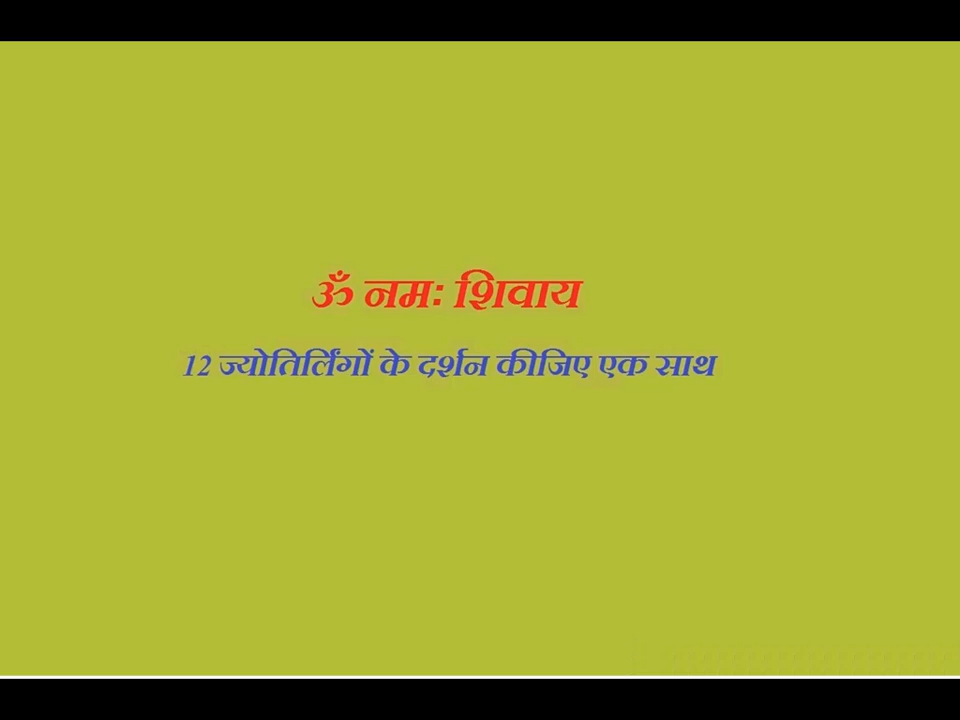 ॐ नमः शिवाय
12 ज्योतिर्लिंगों के दर्शन कीजिए एक साथ